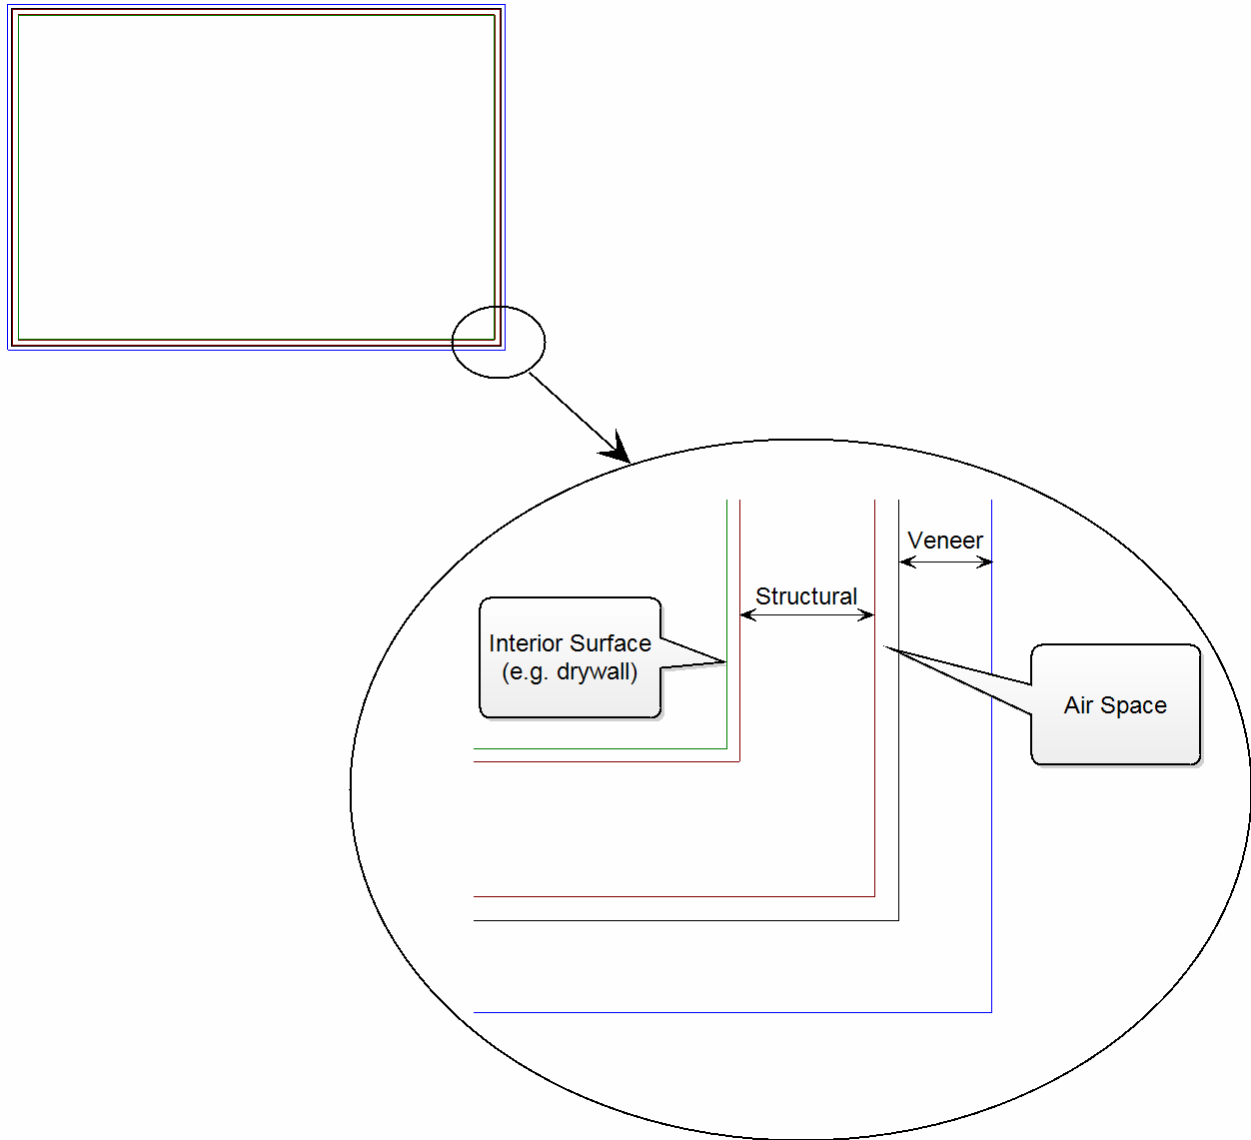 Veneer
Structural
Interior Surface
(e.g. drywall)
Air Space